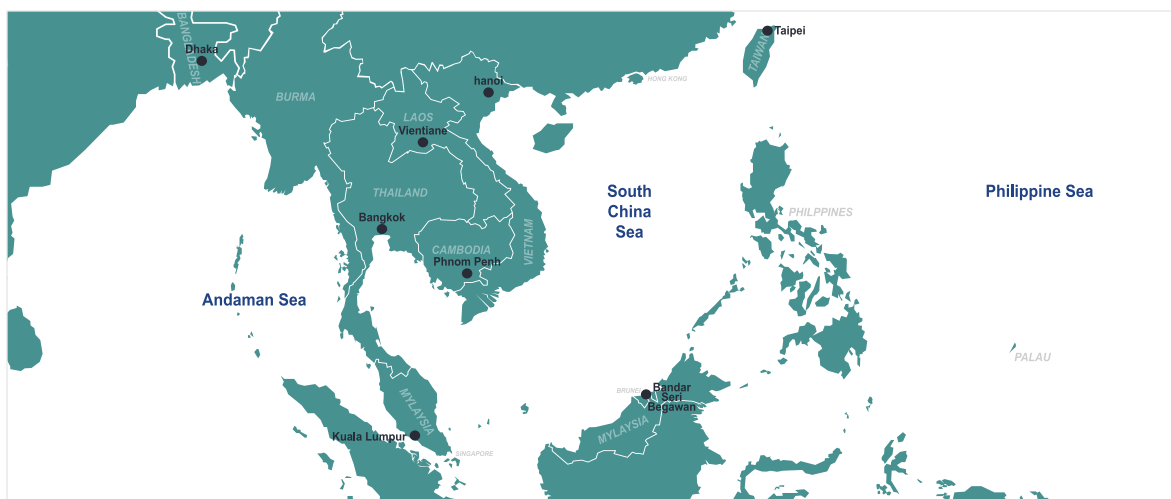 Taipei
BANGLADESH
Dhaka
TAIWAN
hanoi
HONG KONG
BURMA
LAOS
Vientiane
THAILAND
South
China
Sea
Philippine Sea
PHILPPINES
Bangkok
VIETNAM
CAMBODIA
Phnom Penh
Andaman Sea
PALAU
BRUNEI
Bandar
Seri
Begawan
MYLAYSIA
MYLAYSIA
Kuala Lumpur
SINGAPORE